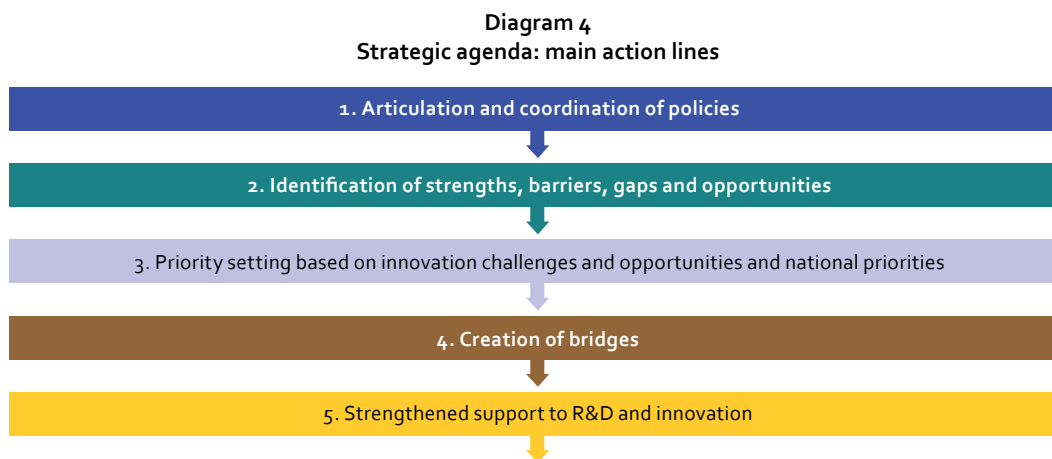 Diagram 4
Strategic agenda: main action lines
1. Articulation and coordination of policies
2. Identification of strengths, barriers, gaps and opportunities
3. Priority setting based on innovation challenges and opportunities and national priorities
4. Creation of bridges
5. Strengthened support to R&D and innovation